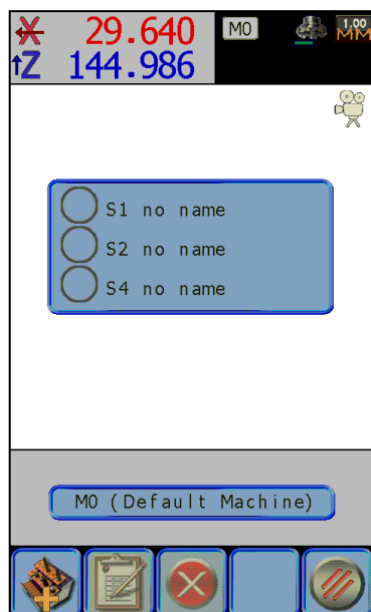 X 29.640 M0 1.00
Z 144.986 MM
S1 no name
S2 no name
S4 no name
M0 (Default Machine)